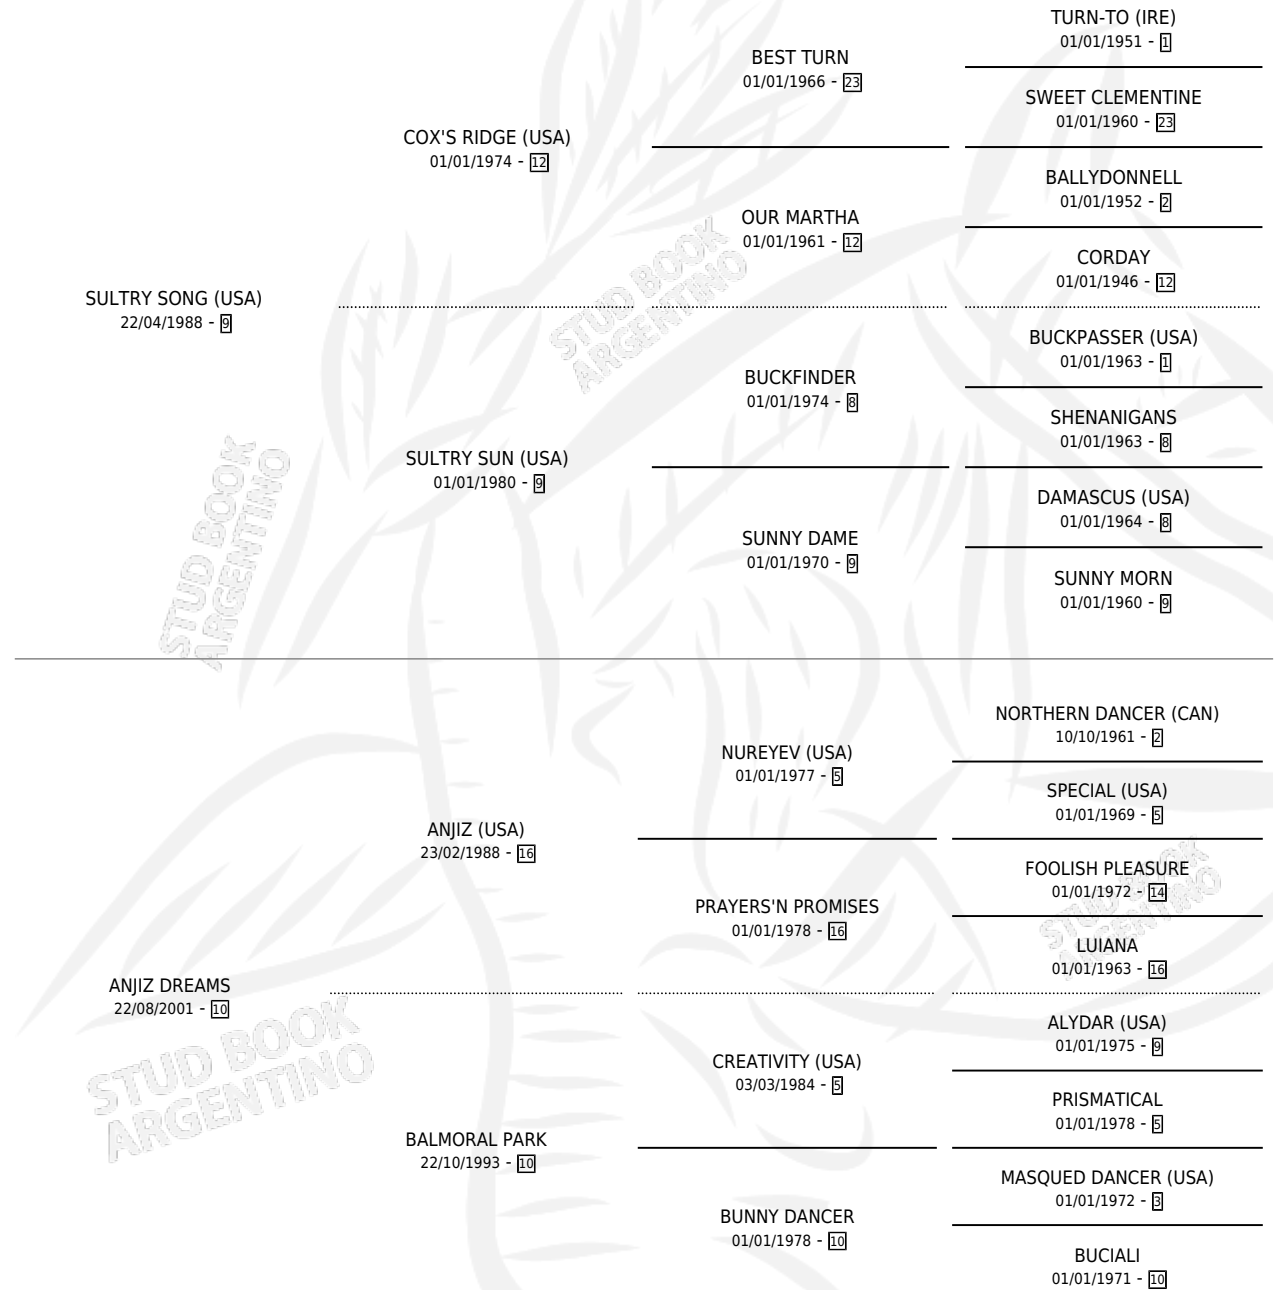 TURN-TO (IRE)
01/01/1951 - 1
BEST TURN
01/01/1966 - 23
SWEET CLEMENTINE
01/01/1960 - 23
COX'S RIDGE (USA)
01/01/1974 - 12
BALLYDONNELL
01/01/1952 - 2
OUR MARTHA
01/01/1961 - 12
CORDAY
01/01/1946 - 12
SULTRY SONG (USA)
22/04/1988 - 9
BUCKPASSER (USA)
01/01/1963 - 1
BUCKFINDER
01/01/1974 - 8
SHENANIGANS
01/01/1963 - 8
SULTRY SUN (USA)
01/01/1980 - 9
DAMASCUS (USA)
01/01/1964 - 8
SUNNY DAME
01/01/1970 - 9
SUNNY MORN
01/01/1960 - 9
NORTHERN DANCER (CAN)
10/10/1961 - 2
NUREYEV (USA)
01/01/1977 - 5
SPECIAL (USA)
01/01/1969 - 5
ANJIZ (USA)
23/02/1988 - 16
FOOLISH PLEASURE
01/01/1972 - 14
PRAYERS'N PROMISES
01/01/1978 - 16
LUIANA
01/01/1963 - 16
ANJIZ DREAMS
22/08/2001 - 10
ALYDAR (USA)
01/01/1975 - 9
CREATIVITY (USA)
03/03/1984 - 5
PRISMATICAL
01/01/1978 - 5
BALMORAL PARK
22/10/1993 - 10
MASQUED DANCER (USA)
01/01/1972 - 3
BUNNY DANCER
01/01/1978 - 10
BUCIALI
01/01/1971 - 10
STUD BOOK
ARGENTINO
STUD BOOK
ARGENTINO
STUD BOOK
ARGENTINO
STUD BOOK
ARGENTINO